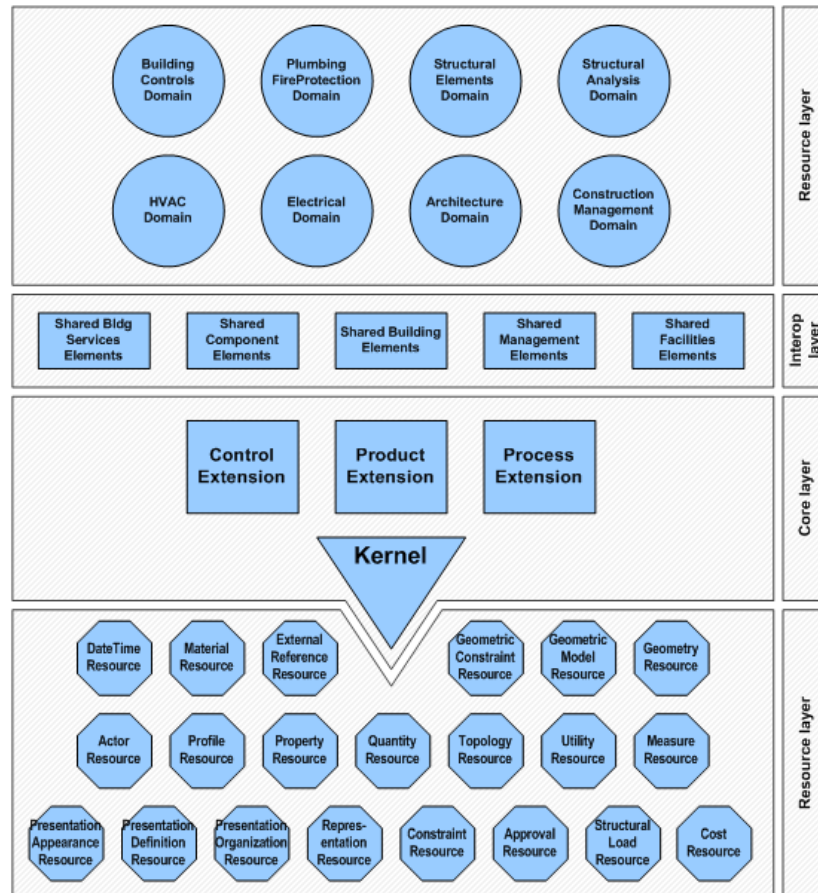 Building
Controls
Domain
Plumbing
FireProtection
Domain
Structural
Elements
Domain
Structural
Analysis
Domain
HVAC
Domain
Electrical
Domain
Architecture
Domain
Construction
Management
Domain
Resource layer
Shared Bldg
Services
Elements
Shared
Component
Elements
Shared Building
Elements
Shared
Management
Elements
Shared
Facilities
Elements
Interop
layer
Control
Extension
Product
Extension
Process
Extension
Kernel
Core layer
DateTime
Resource
Material
Resource
External
Reference
Resource
Geometric
Constraint
Resource
Geometric
Model
Resource
Geometry
Resource
Actor
Resource
Profile
Resource
Property
Resource
Quantity
Resource
Topology
Resource
Utility
Resource
Measure
Resource
Presentation
Appearance
Resource
Presentation
Definition
Resource
Presentation
Organization
Resource
Repres-
entation
Resource
Constraint
Resource
Approval
Resource
Structural
Load
Resource
Cost
Resource
Resource layer